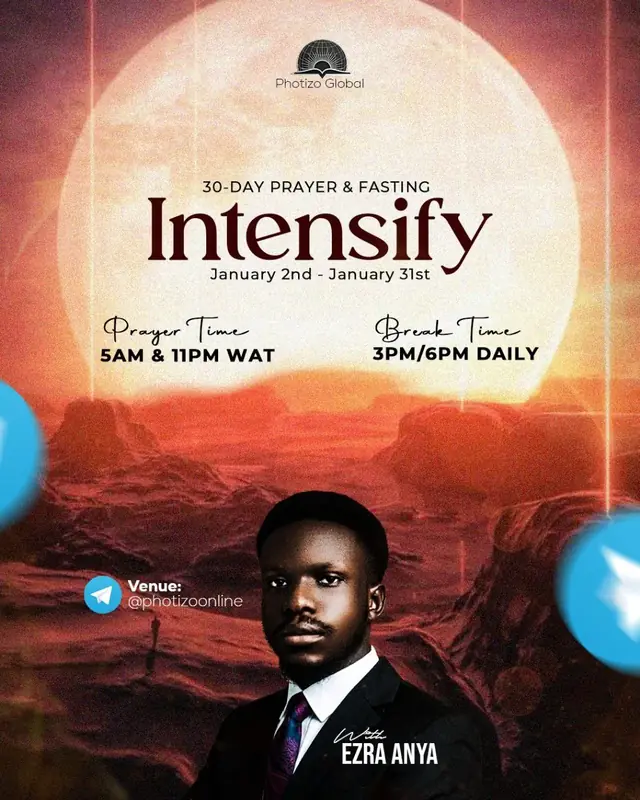 Photizo Global
30-DAY PRAYER & FASTING
Intensify
January 2nd - January 31st
Prayer Time
5AM & 11PM WAT
Break Time
3PM/6PM DAILY
Venue:
@photizoonline
With
EZRA ANYA